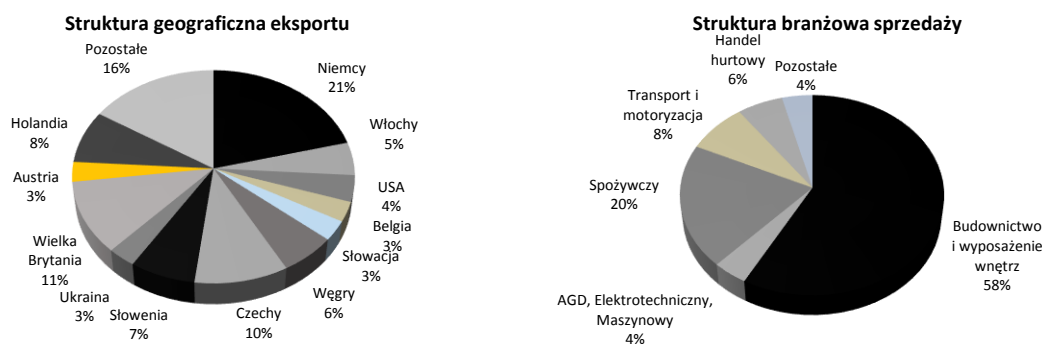 Struktura geograficzna eksportu
Pozostałe
16%
Niemcy
21%
Włochy
5%
USA
4%
Belgia
3%
Słowacja
3%
Węgry
6%
Czechy
10%
Słowenia
7%
Ukraina
3%
Wielka
Brytania
11%
Austria
3%
Holandia
8%
Struktura branżowa sprzedaży
Handel
hurtowy
6%
Pozostałe
4%
Transport i
motoryzacja
8%
Spożywczy
20%
AGD, Elektrotechniczny,
Maszynowy
4%
Budownictwo
i wyposażenie
wnętrz
58%